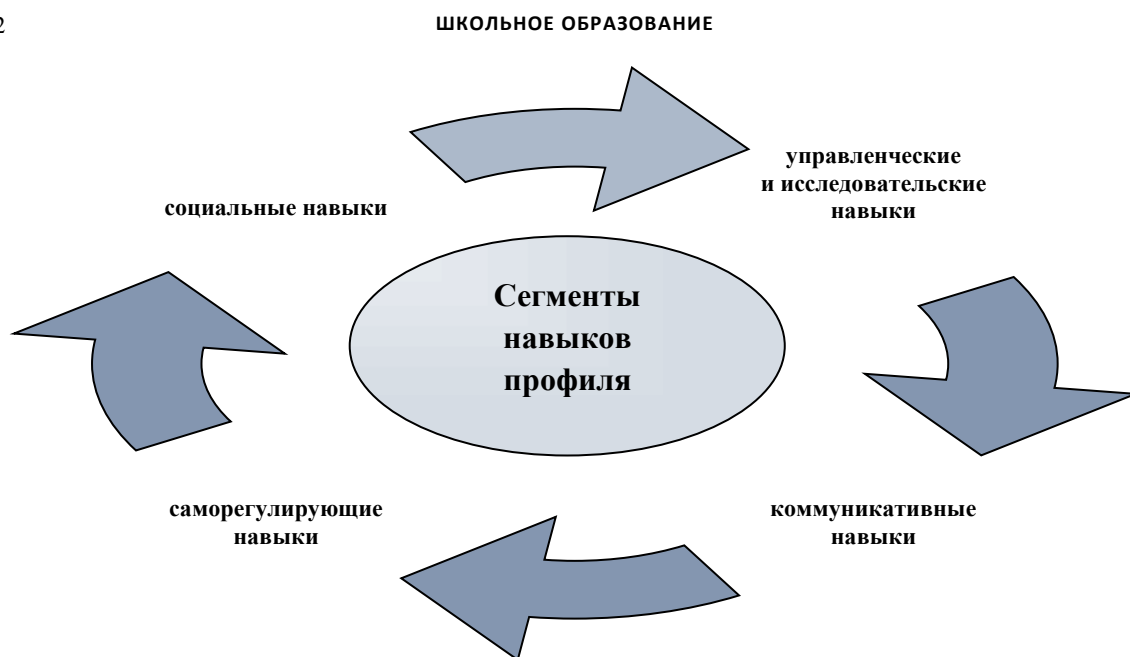 2
ШКОЛЬНОЕ ОБРАЗОВАНИЕ
управленческие
и исследовательские
навыки
социальные навыки
Сегменты
навыков
профиля
саморегулирующие
навыки
коммуникативные
навыки